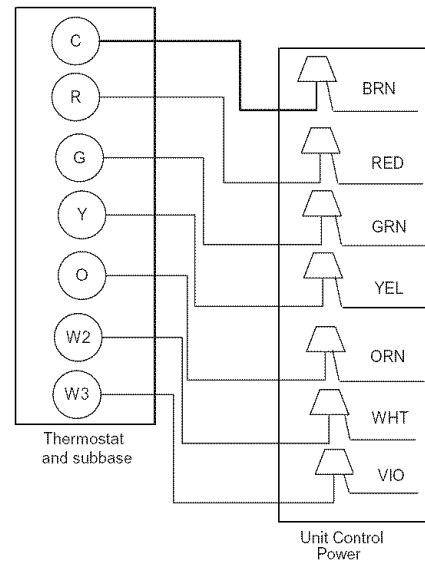 C
R
G
Y
O
W2
W3
Thermostat
and subbase
BRN
RED
GRN
YEL
ORN
WHT
VIO
Unit Control
Power